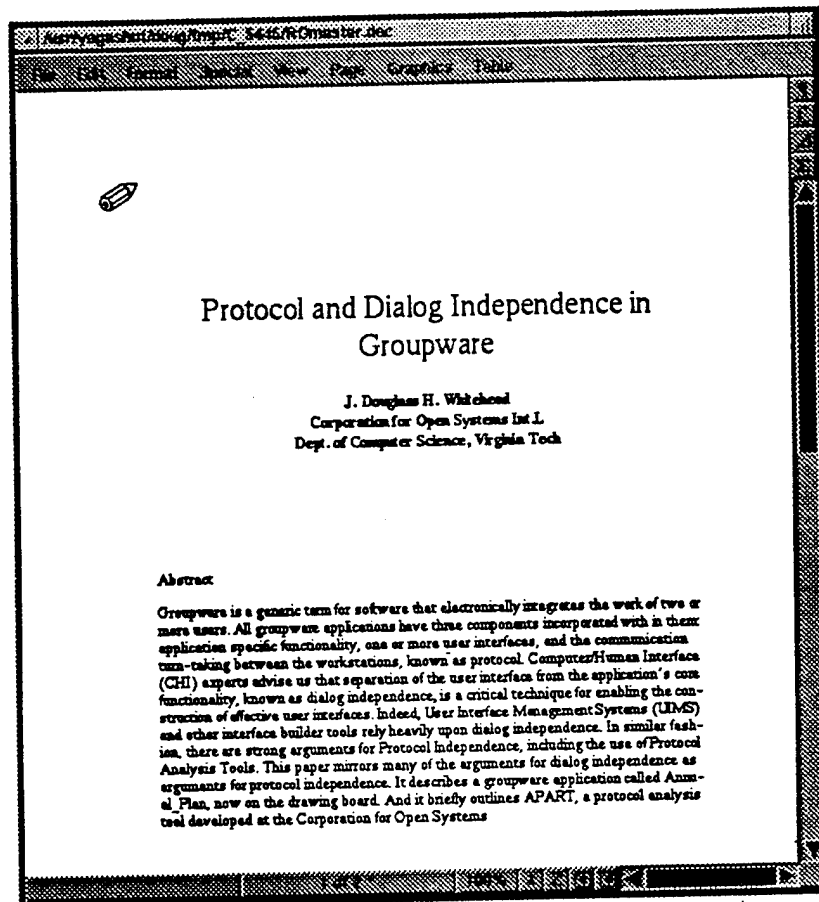 File Edit Format Special View Page Graphics Table
Protocol and Dialog Independence in
Groupware
J. Douglass H. Whitehead
Corporation for Open Systems Int.L
Dept. of Computer Science, Virginia Tech
Abstract
Groupware is a generic term for software that electronically integrates the work of two or
more users. All groupware applications have three components incorporated with in them:
application specific functionality, one or more user interfaces, and the communication
turn-taking between the workstations, known as protocol. Computer/Human Interface
(CHI) experts advise us that separation of the user interface from the application's core
functionality, known as dialog independence, is a critical technique for enabling the con-
struction of effective user interfaces. Indeed, User Interface Management Systems (UIMS)
and other interface builder tools rely heavily upon dialog independence. In similar fash-
ion, there are strong arguments for Protocol Independence, including the use of Protocol
Analysis Tools. This paper mirrors many of the arguments for dialog independence as
arguments for protocol independence. It describes a groupware application called Annu-
al_Plan, now on the drawing board. And it briefly outlines APART, a protocol analysis
tool developed at the Corporation for Open Systems
100%